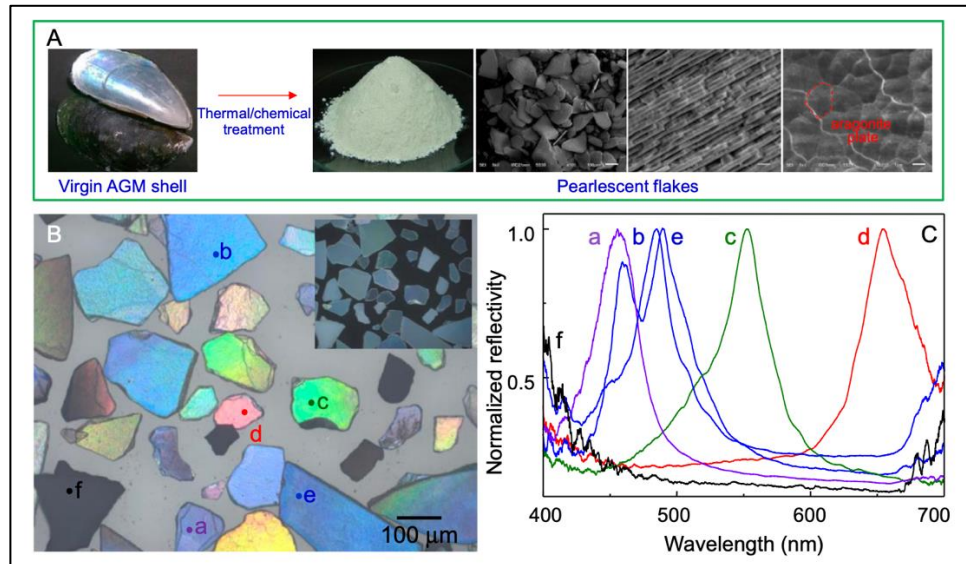 A
Thermal/chemical
treatment
aragonite
plate
Virgin AGM shell
Pearlescent flakes
B
b
c
d
f
e
a
100 μm
C
Normalized reflectivity
1.0
0.5
f
a
b
e
c
d
400
500
600
700
Wavelength (nm)